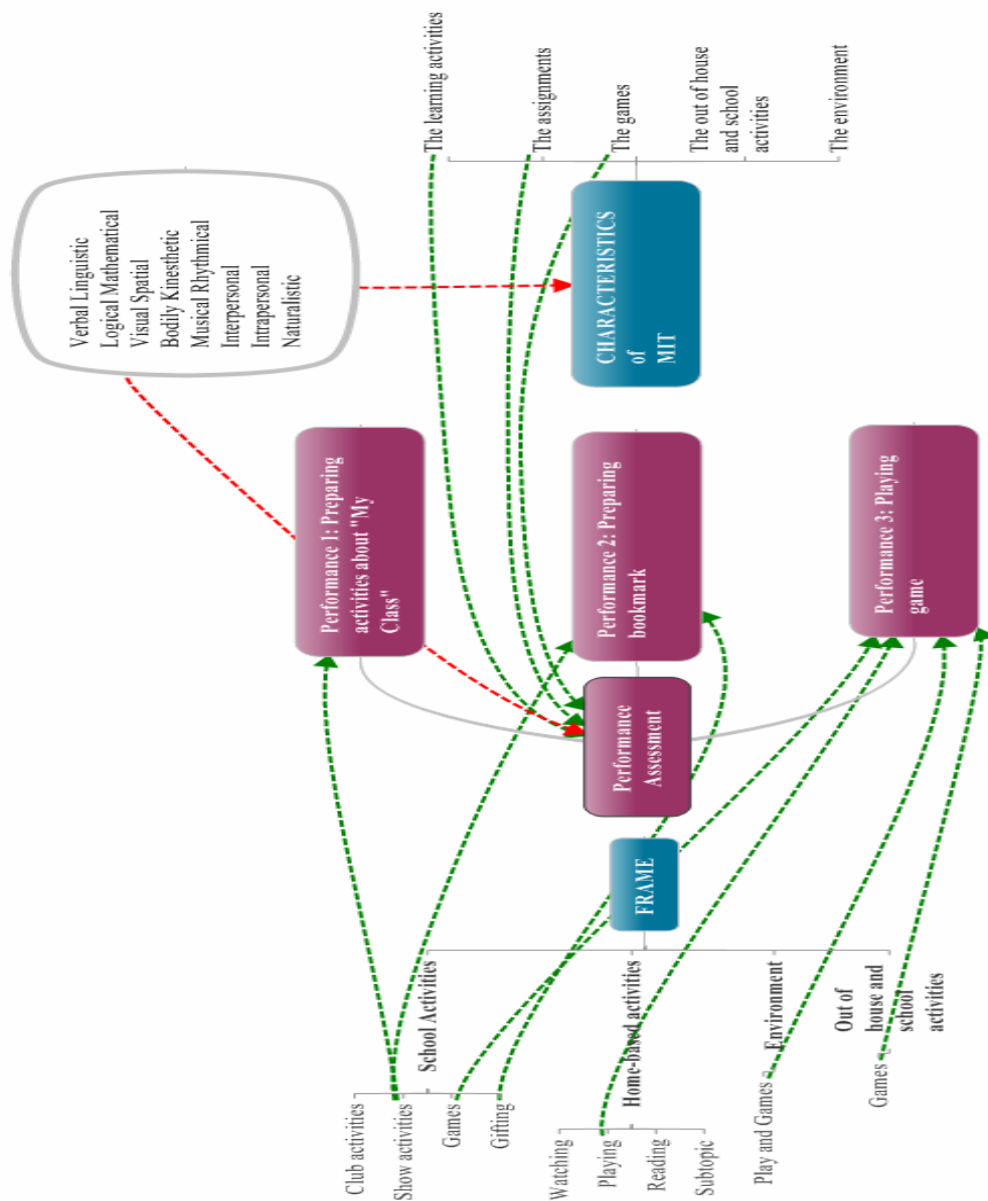 Verbal Linguistic
Logical Mathematical
Visual Spatial
Bodily Kinesthetic
Musical Rhythmical
Interpersonal
Intrapersonal
Naturalistic
Club activities
Show activities
Games
Gifting
School Activities
Watching
Playing
Reading
Subtopic
Home-based activities
Play and Games
Environment
Games
Out of
house and
school
activities
FRAME
Performance
Assessment
Performance 1: Preparing
activities about "My
Class"
Performance 2: Preparing
bookmark
Performance 3: Playing
game
CHARACTERISTICS
of
MIT
The learning activities
The assignments
The games
The out of house
and school
activities
The environment